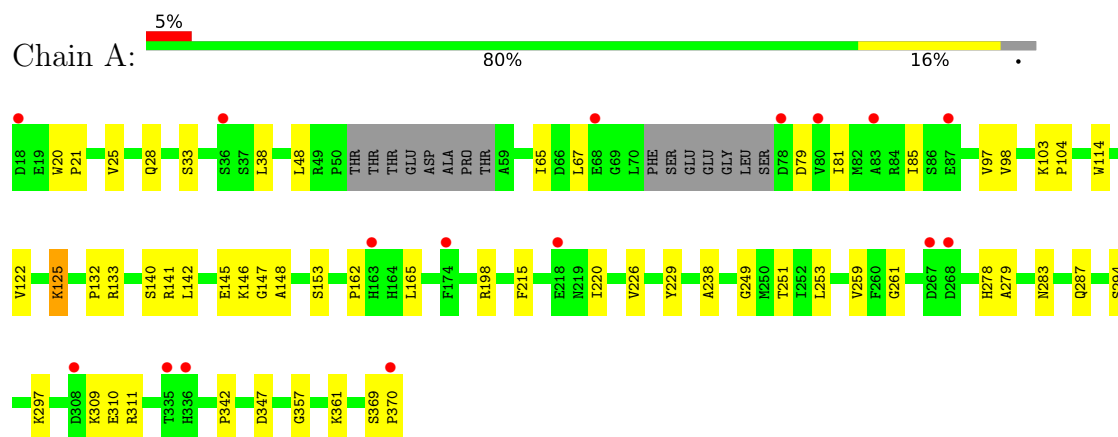 5%
Chain A:
80%
16%
•
D18 E19 W20 P21 V25 Q28 S33 S36 S37 L38 L48 R49 P50 THR THR THR GLU ASP ALA PRO THR A59 I65 D66 L67 E68 G69 L70 PHE SER GLU GLU GLY LEU SER D78 D79 V80 I81 M82 A83 R84 I85 S86 E87 V97 V98 K103 P104 W114
V122 K125 P132 R133 S140 R141 L142 E145 K146 G147 A148 S153 P162 H163 H164 L165 F174 R198 F215 E218 N219 I220 V226 Y229 A238 G249 M250 T251 I252 L253 V259 F260 G261 D267 D268 H278 A279 N283 Q287 S294
K297 D308 K309 E310 R311 T335 H336 P342 D347 G357 K361 S369 P370